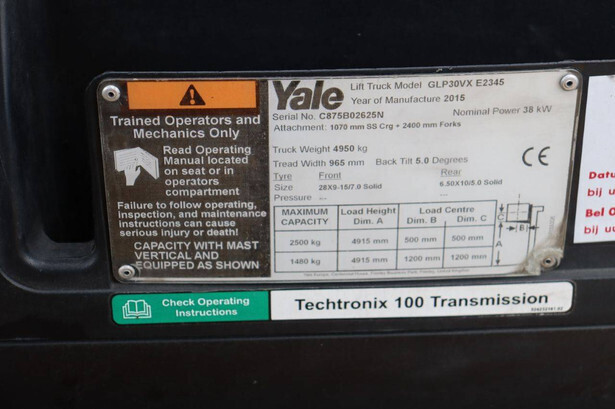 Trained Operators and
Mechanics Only
Read Operating
Manual located
on seat or in
operators
compartment
Failure to follow operating,
inspection, and maintenance
instructions can cause
serious injury or death!
CAPACITY WITH MAST
VERTICAL AND
EQUIPPED AS SHOWN
Yale Lift Truck Model GLP30VX E2345
Year of Manufacture 2015
Serial No. C875B02625N Nominal Power 38 kW
Attachment: 1070 mm SS Crg + 2400 mm Forks
Truck Weight 4950 kg
Tread Width 965 mm Back Tilt 5.0 Degrees
Tyre Front Rear
Size 28X9-15/7.0 Solid 6.50X10/5.0 Solid
Pressure --- ---
CE
MAXIMUM CAPACITY Load Height Dim. A Load Centre Dim. B Dim. C
2500 kg 4915 mm 500 mm 500 mm
1480 kg 4915 mm 1200 mm 1200 mm
C
B
A
Check Operating
Instructions
Techtronix 100 Transmission
Datu
bij u
Bel 0
bij uu